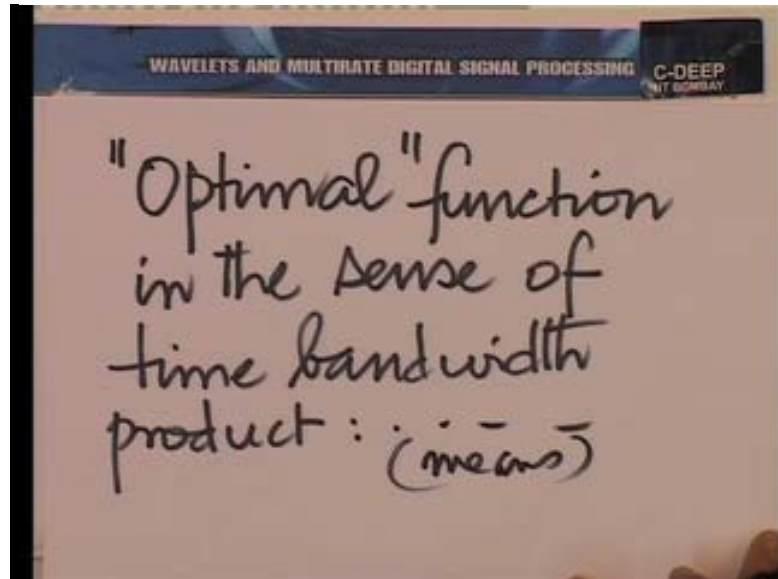 WAVELETS AND MULTIRATE DIGITAL SIGNAL PROCESSING
C-DEEP
IIT BOMBAY
"Optimal" function
in the sense of
time bandwidth
product : . . – –
(means)